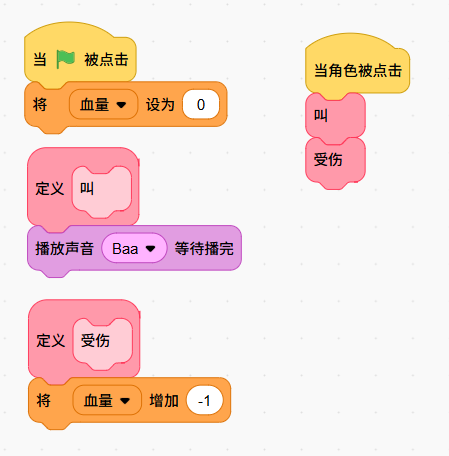 当 被点击
将 血量 设为 0
定义 叫
播放声音 Baa 等待播完
定义 受伤
将 血量 增加 -1
当角色被点击
叫
受伤